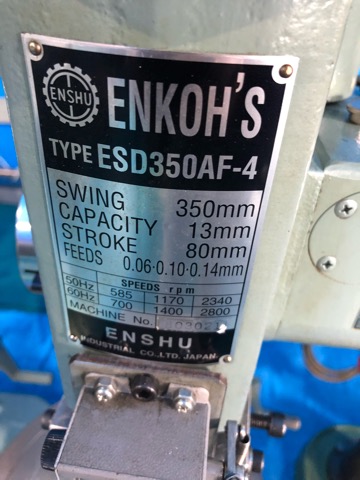 ENSHU
ENKOH'S
TYPE ESD350AF-4
SWING 350mm
CAPACITY 13mm
STROKE 80mm
FEEDS 0.06·0.10·0.14mm
SPEEDS rpm
50Hz 585 1170 2340
60Hz 700 1400 2800
MACHINE No.
ENSHU
INDUSTRIAL CO.,LTD. JAPAN.